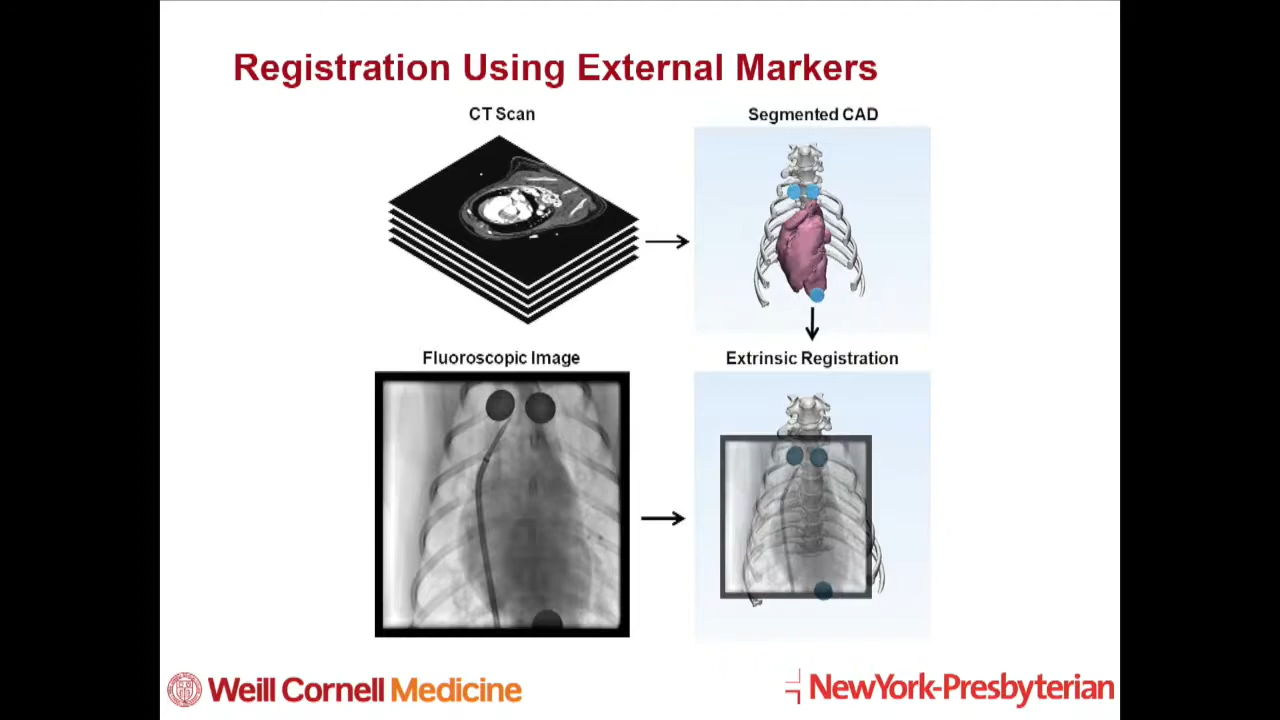 Registration Using External Markers
CT Scan
Segmented CAD
Fluoroscopic Image
Extrinsic Registration
Weill Cornell Medicine
NewYork-Presbyterian